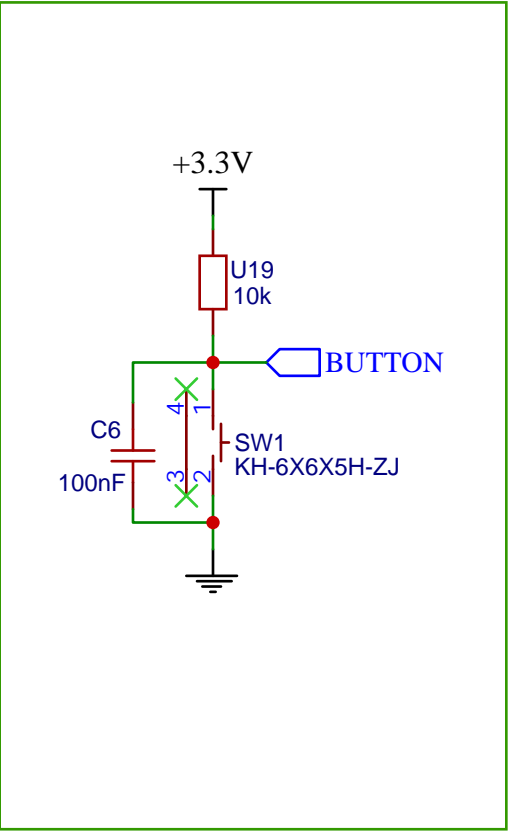 +3.3V
U19
10k
BUTTON
C6
100nF
4
1
3
2
SW1
KH-6X6X5H-ZJ